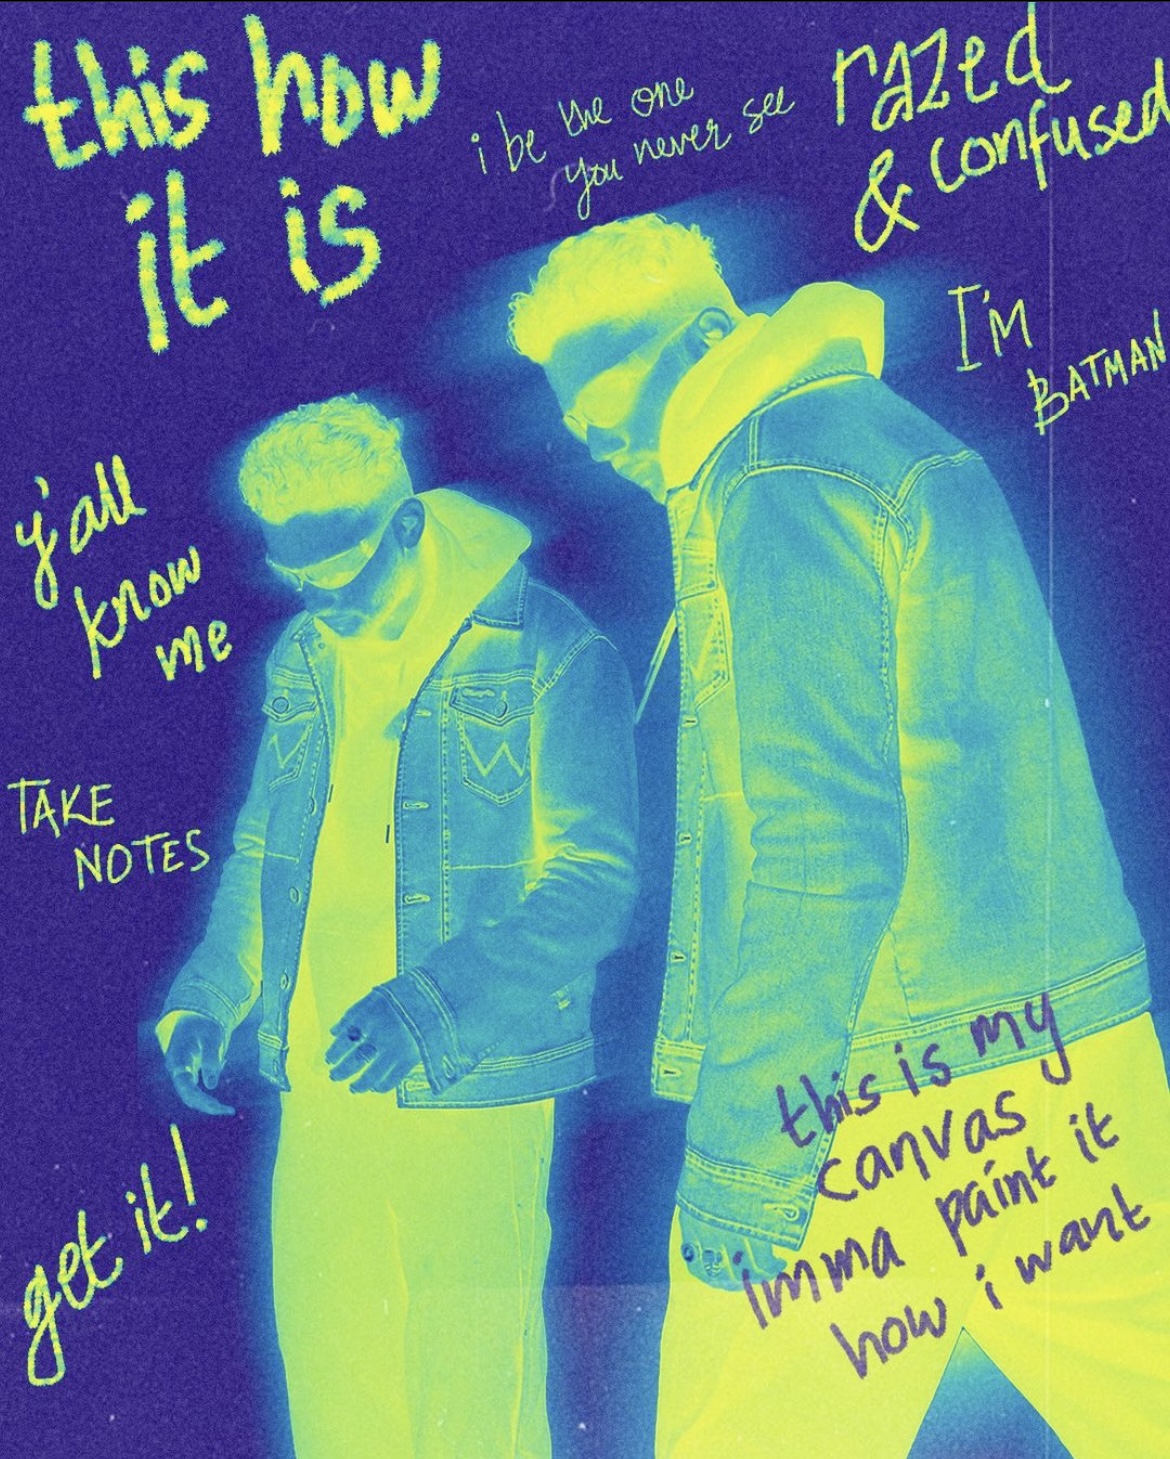 this how
it is
i be the one
you never see
razed
& confused
I'm
BATMAN
y'all
know
me
TAKE
NOTES
get it!
this is my
canvas
imma paint it
how i want